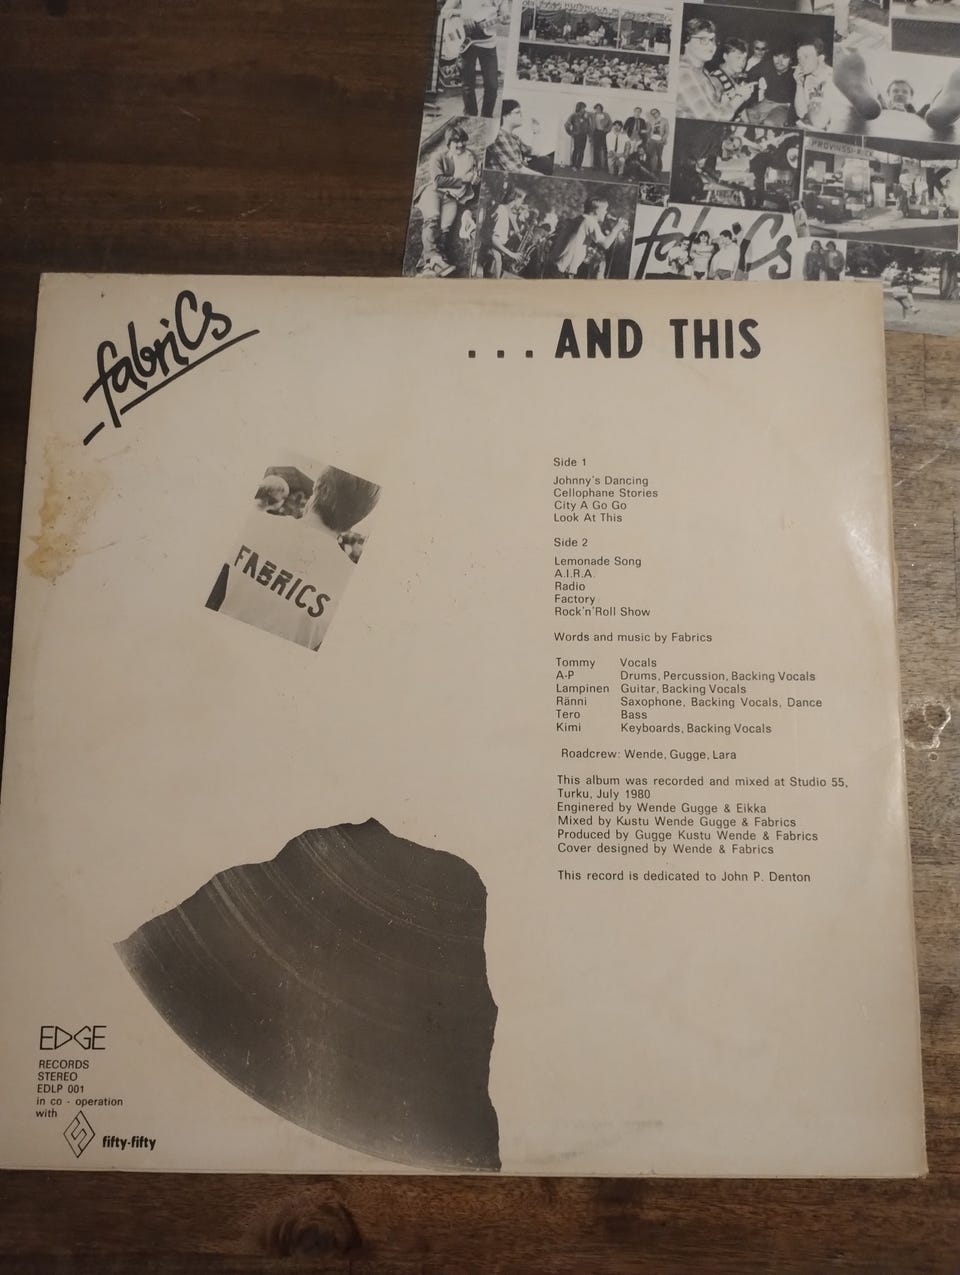 PROVINSSI-ROCK
K
fabriCs
fabriCs
... AND THIS
FABRICS
Side 1
Johnny's Dancing
Cellophane Stories
City A Go Go
Look At This
Side 2
Lemonade Song
A.I.R.A.
Radio
Factory
Rock'n'Roll Show
Words and music by Fabrics
Tommy Vocals
A-P Drums, Percussion, Backing Vocals
Lampinen Guitar, Backing Vocals
Ränni Saxophone, Backing Vocals, Dance
Tero Bass
Kimi Keyboards, Backing Vocals
Roadcrew: Wende, Gugge, Lara
This album was recorded and mixed at Studio 55,
Turku, July 1980
Enginered by Wende Gugge & Eikka
Mixed by Kustu Wende Gugge & Fabrics
Produced by Gugge Kustu Wende & Fabrics
Cover designed by Wende & Fabrics
This record is dedicated to John P. Denton
EDGE
RECORDS
STEREO
EDLP 001
in co - operation
with
fifty-fifty